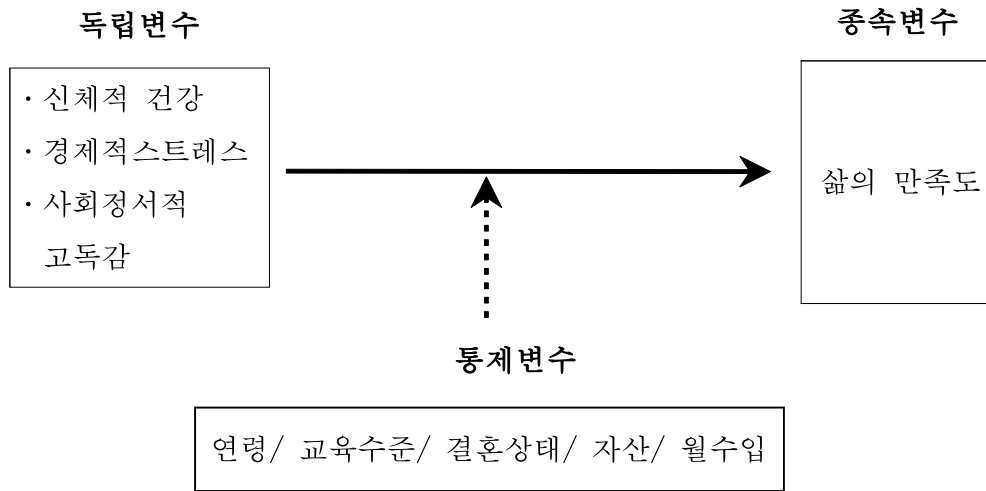 독립변수
종속변수
· 신체적 건강
· 경제적스트레스
· 사회정서적
고독감
삶의 만족도
통제변수
연령/ 교육수준/ 결혼상태/ 자산/ 월수입